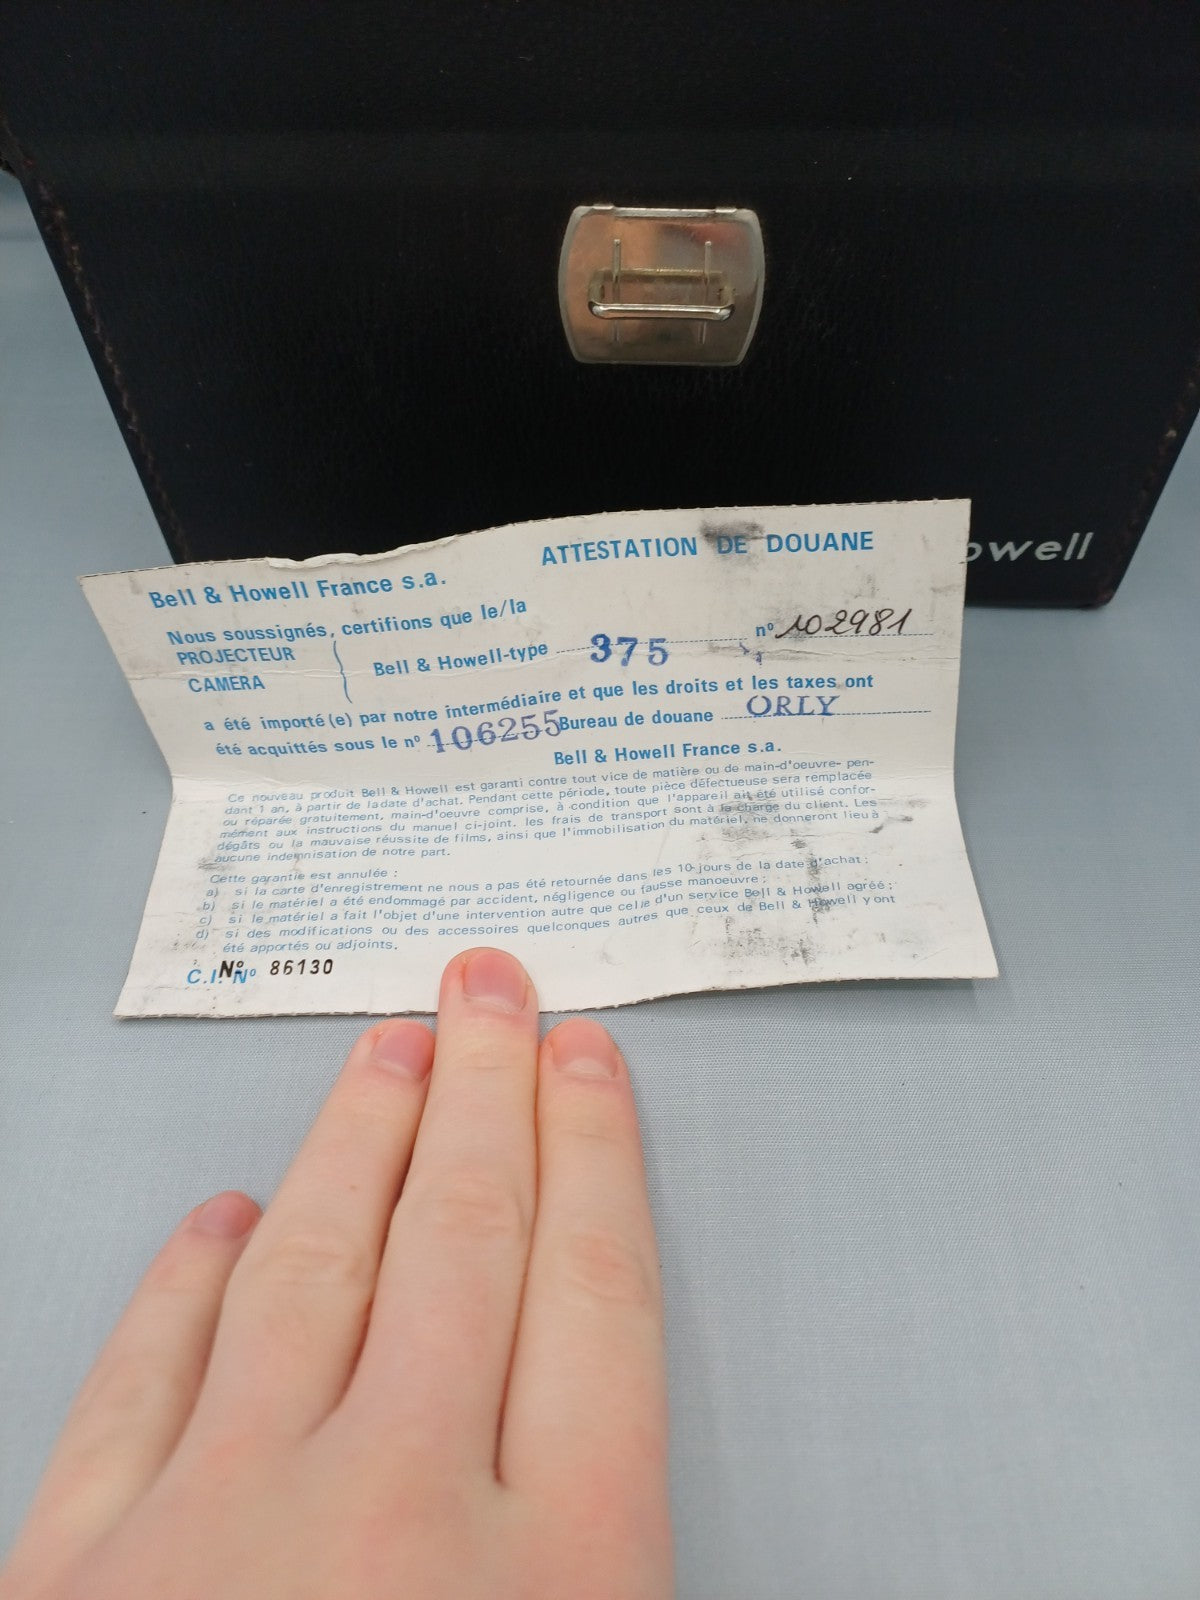 owell
ATTESTATION DE DOUANE
Bell & Howell France s.a.
Nous soussignés, certifions que le/la
PROJECTEUR
CAMERA
Bell & Howell-type 375 n° 102981
a été importé(e) par notre intermédiaire et que les droits et les taxes ont
été acquittés sous le n° 106255 Bureau de douane ORLY
Bell & Howell France s.a.
Ce nouveau produit Bell & Howell est garanti contre tout vice de matière ou de main-d'oeuvre- pen-
dant 1 an, à partir de la date d'achat. Pendant cette période, toute pièce défectueuse sera remplacée
ou réparée gratuitement, main-d'oeuvre comprise, à condition que l'appareil ait été utilisé confor-
mément aux instructions du manuel ci-joint. les frais de transport sont à la charge du client. Les
dégâts ou la mauvaise réussite de films, ainsi que l'immobilisation du matériel, ne donneront lieu à
aucune indemnisation de notre part.
Cette garantie est annulée :
a) si la carte d'enregistrement ne nous a pas été retournée dans les 10 jours de la date d'achat ;
b) si le matériel a été endommagé par accident, négligence ou fausse manoeuvre ;
c) si le matériel a fait l'objet d'une intervention autre que celle d'un service Bell & Howell agréé ;
d) si des modifications ou des accessoires quelconques autres que ceux de Bell & Howell y ont
été apportés ou adjoints.
C.I. N° N° 86130